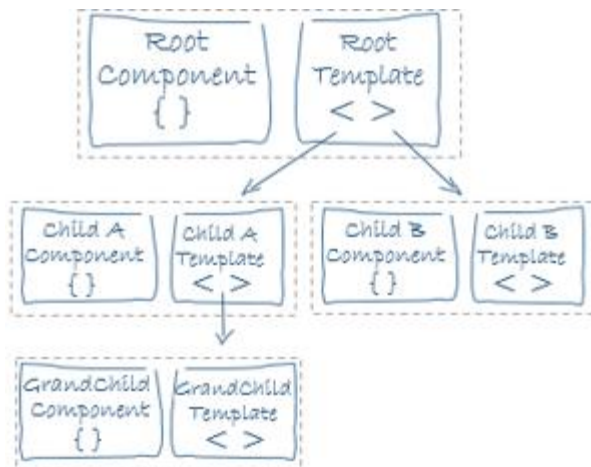 Root
Component
{ }
Root
Template
< >
Child A
Component
{ }
Child A
Template
< >
Child B
Component
{ }
Child B
Template
< >
GrandChild
Component
{ }
GrandChild
Template
< >